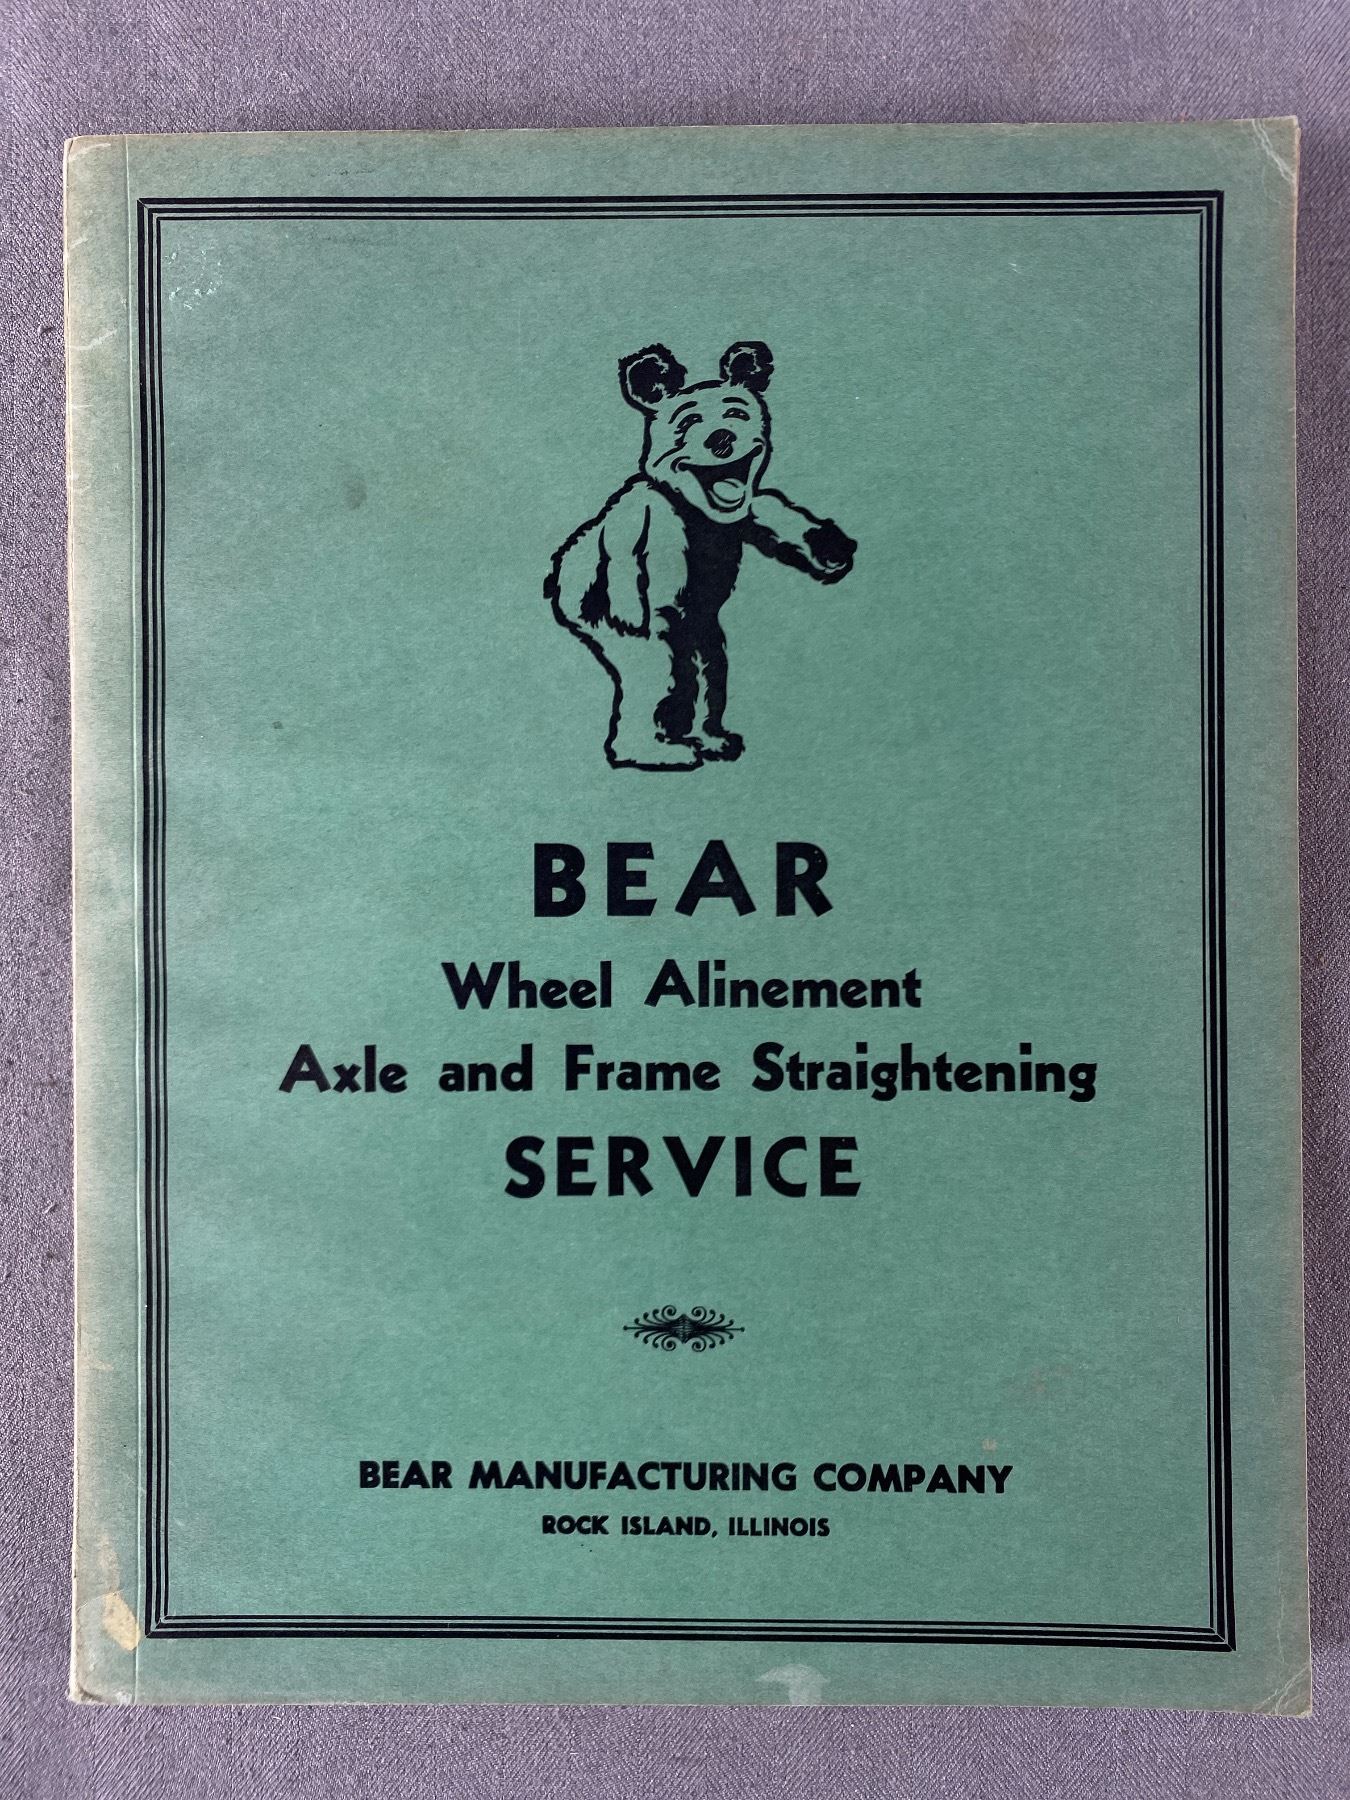 BEAR
Wheel Alinement
Axle and Frame Straightening
SERVICE
BEAR MANUFACTURING COMPANY
ROCK ISLAND, ILLINOIS